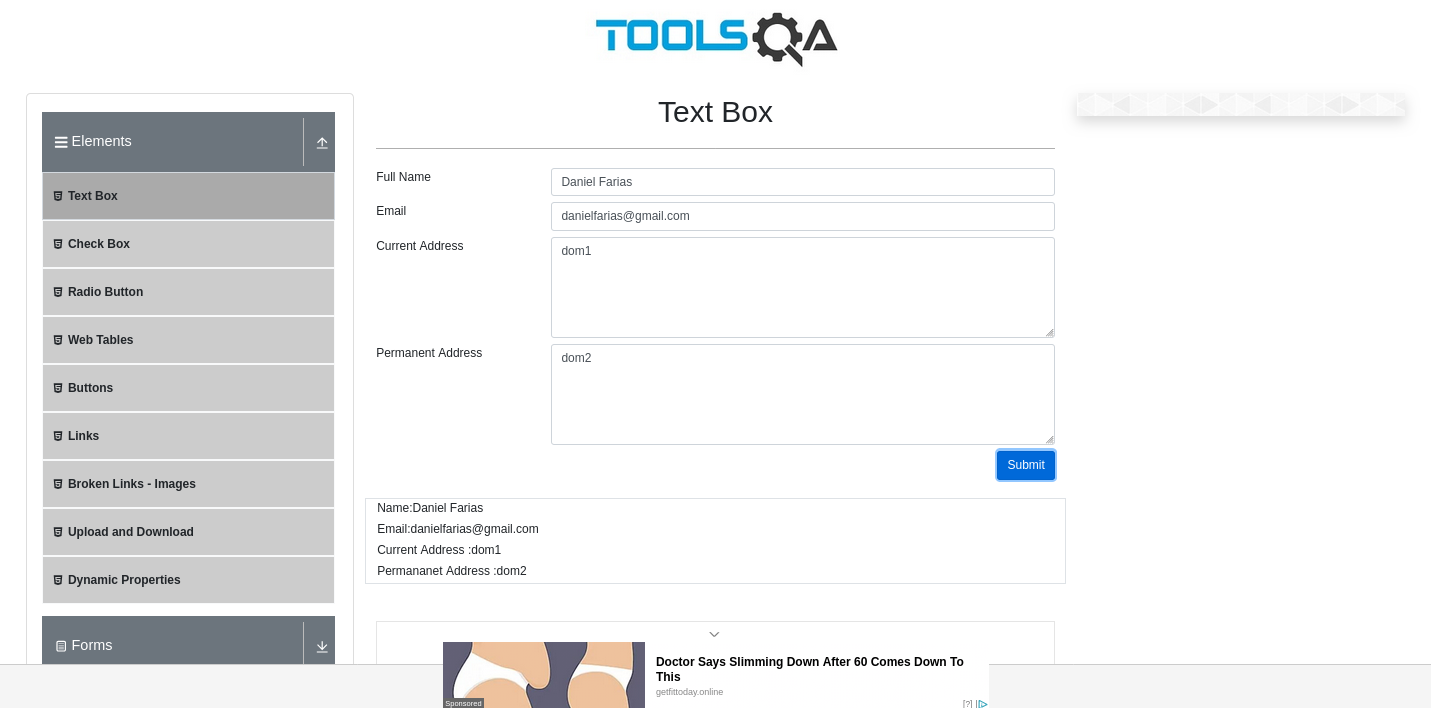 TOOLSQA
Elements
Text Box
Check Box
Radio Button
Web Tables
Buttons
Links
Broken Links - Images
Upload and Download
Dynamic Properties
Forms
Text Box
Full Name
Daniel Farias
Email
danielfarias@gmail.com
Current Address
dom1
Permanent Address
dom2
Submit
Name:Daniel Farias
Email:danielfarias@gmail.com
Current Address :dom1
Permananet Address :dom2
Sponsored
Doctor Says Slimming Down After 60 Comes Down To
This
getfittoday.online
[?]